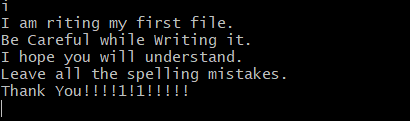 i
I am riting my first file.
Be Careful while Writing it.
I hope you will understand.
Leave all the spelling mistakes.
Thank You!!!!1!1!!!!!